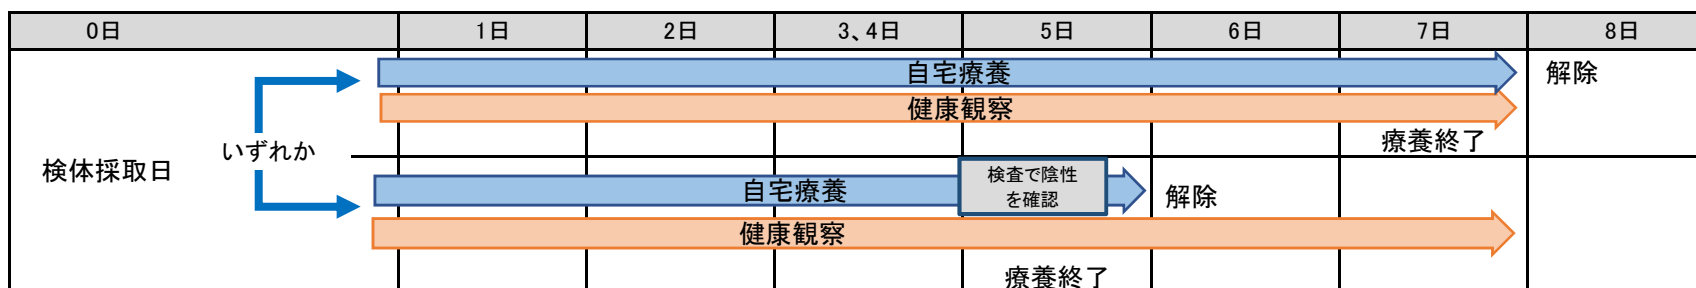 0日 1日 2日 3、4日 5日 6日 7日 8日
自宅療養 解除
健康観察
療養終了
いずれか
検体採取日
検査で陰性
を確認
自宅療養 解除
健康観察
療養終了